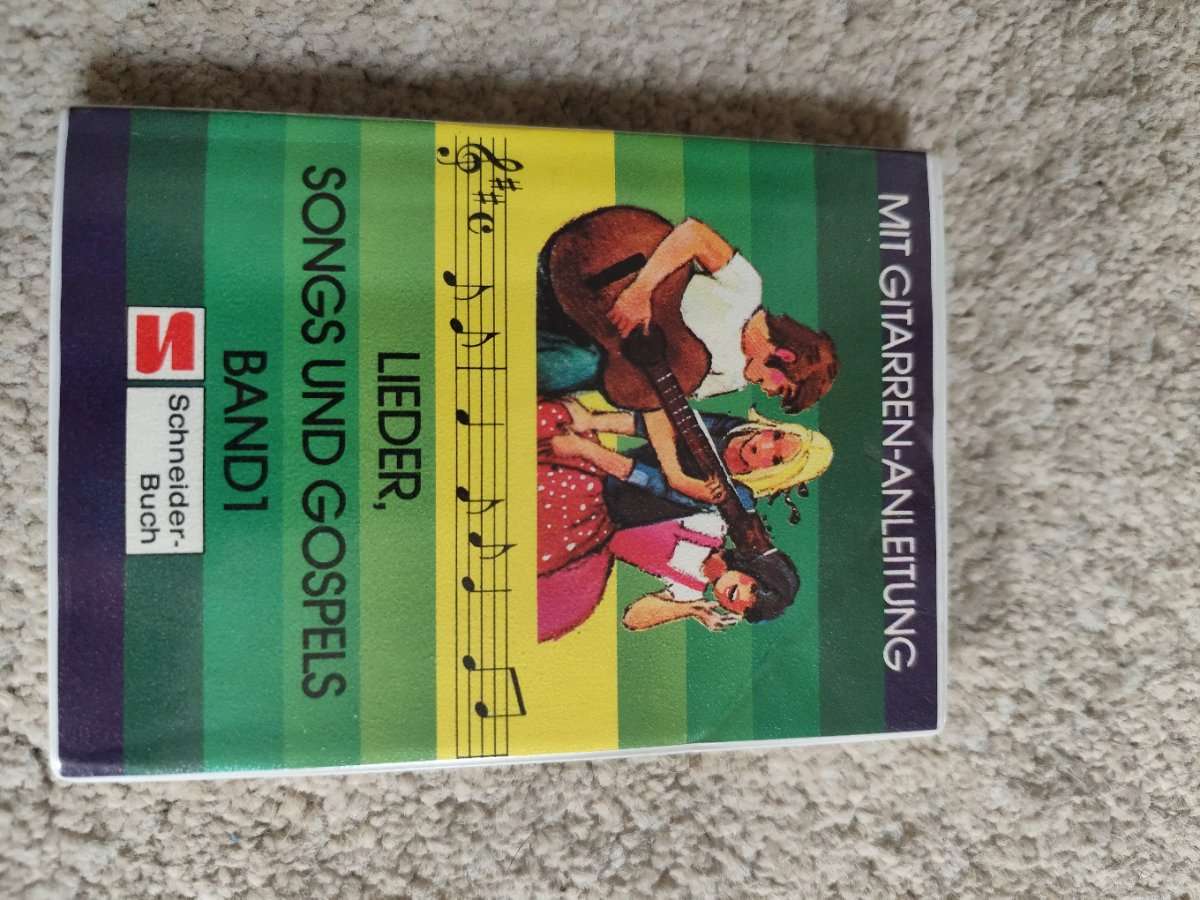 MIT GITARREN-ANLEITUNG
LIEDER,
SONGS UND GOSPELS
BAND 1
Schneider-
Buch